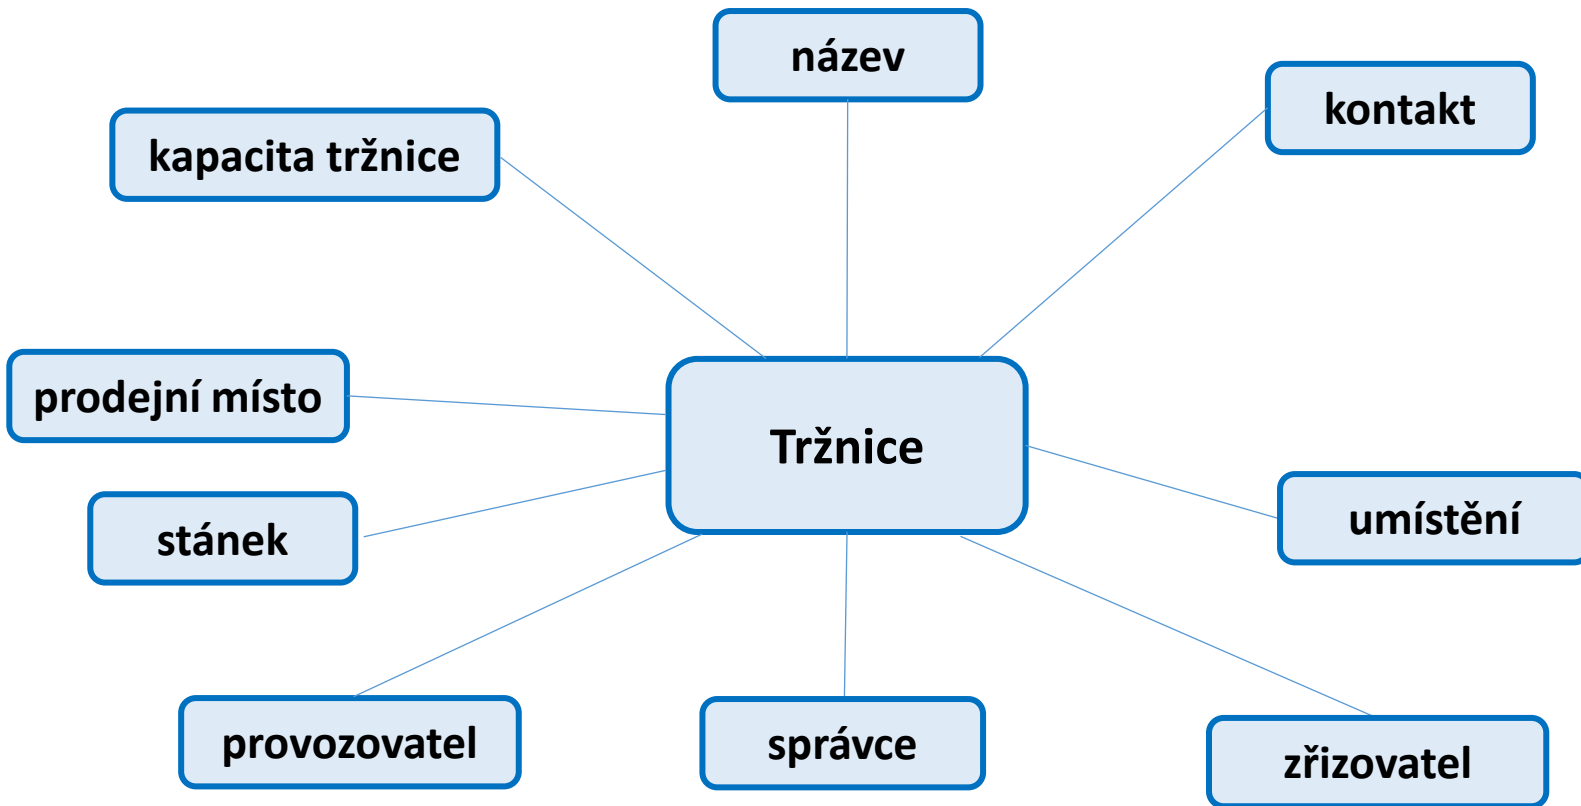 název
kontakt
kapacita tržnice
prodejní místo
Tržnice
stánek
umístění
provozovatel
správce
zřizovatel